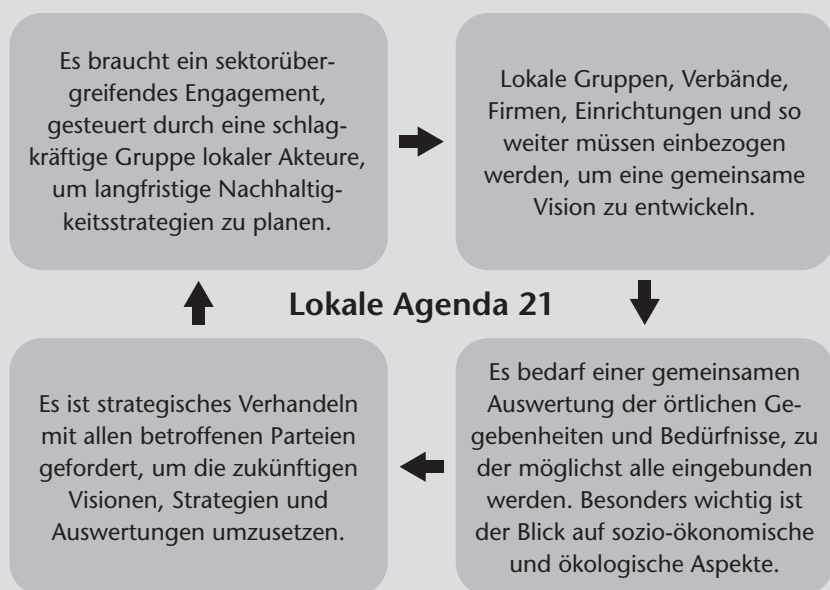 Es braucht ein sektorüber-
greifendes Engagement,
gesteuert durch eine schlag-
kräftige Gruppe lokaler Akteure,
um langfristige Nachhaltig-
keitsstrategien zu planen.
Lokale Gruppen, Verbände,
Firmen, Einrichtungen und so
weiter müssen einbezogen
werden, um eine gemeinsame
Vision zu entwickeln.
Lokale Agenda 21
Es ist strategisches Verhandeln
mit allen betroffenen Parteien
gefordert, um die zukünftigen
Visionen, Strategien und
Auswertungen umzusetzen.
Es bedarf einer gemeinsamen
Auswertung der örtlichen Ge-
gebenheiten und Bedürfnisse, zu
der möglichst alle eingebunden
werden. Besonders wichtig ist
der Blick auf sozio-ökonomische
und ökologische Aspekte.